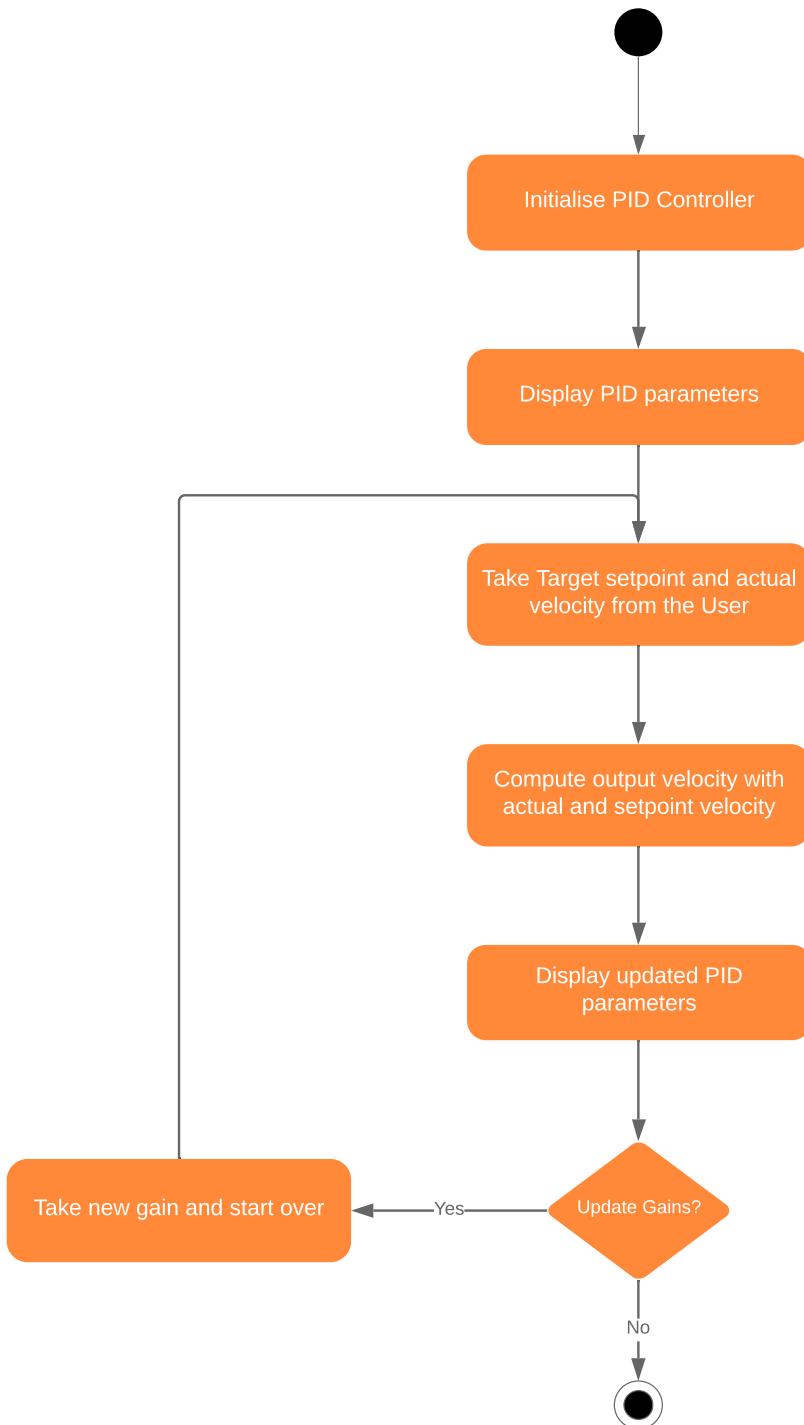 Initialise PID Controller
Display PID parameters
Take Target setpoint and actual
velocity from the User
Compute output velocity with
actual and setpoint velocity
Display updated PID
parameters
Update Gains?
Yes
Take new gain and start over
No